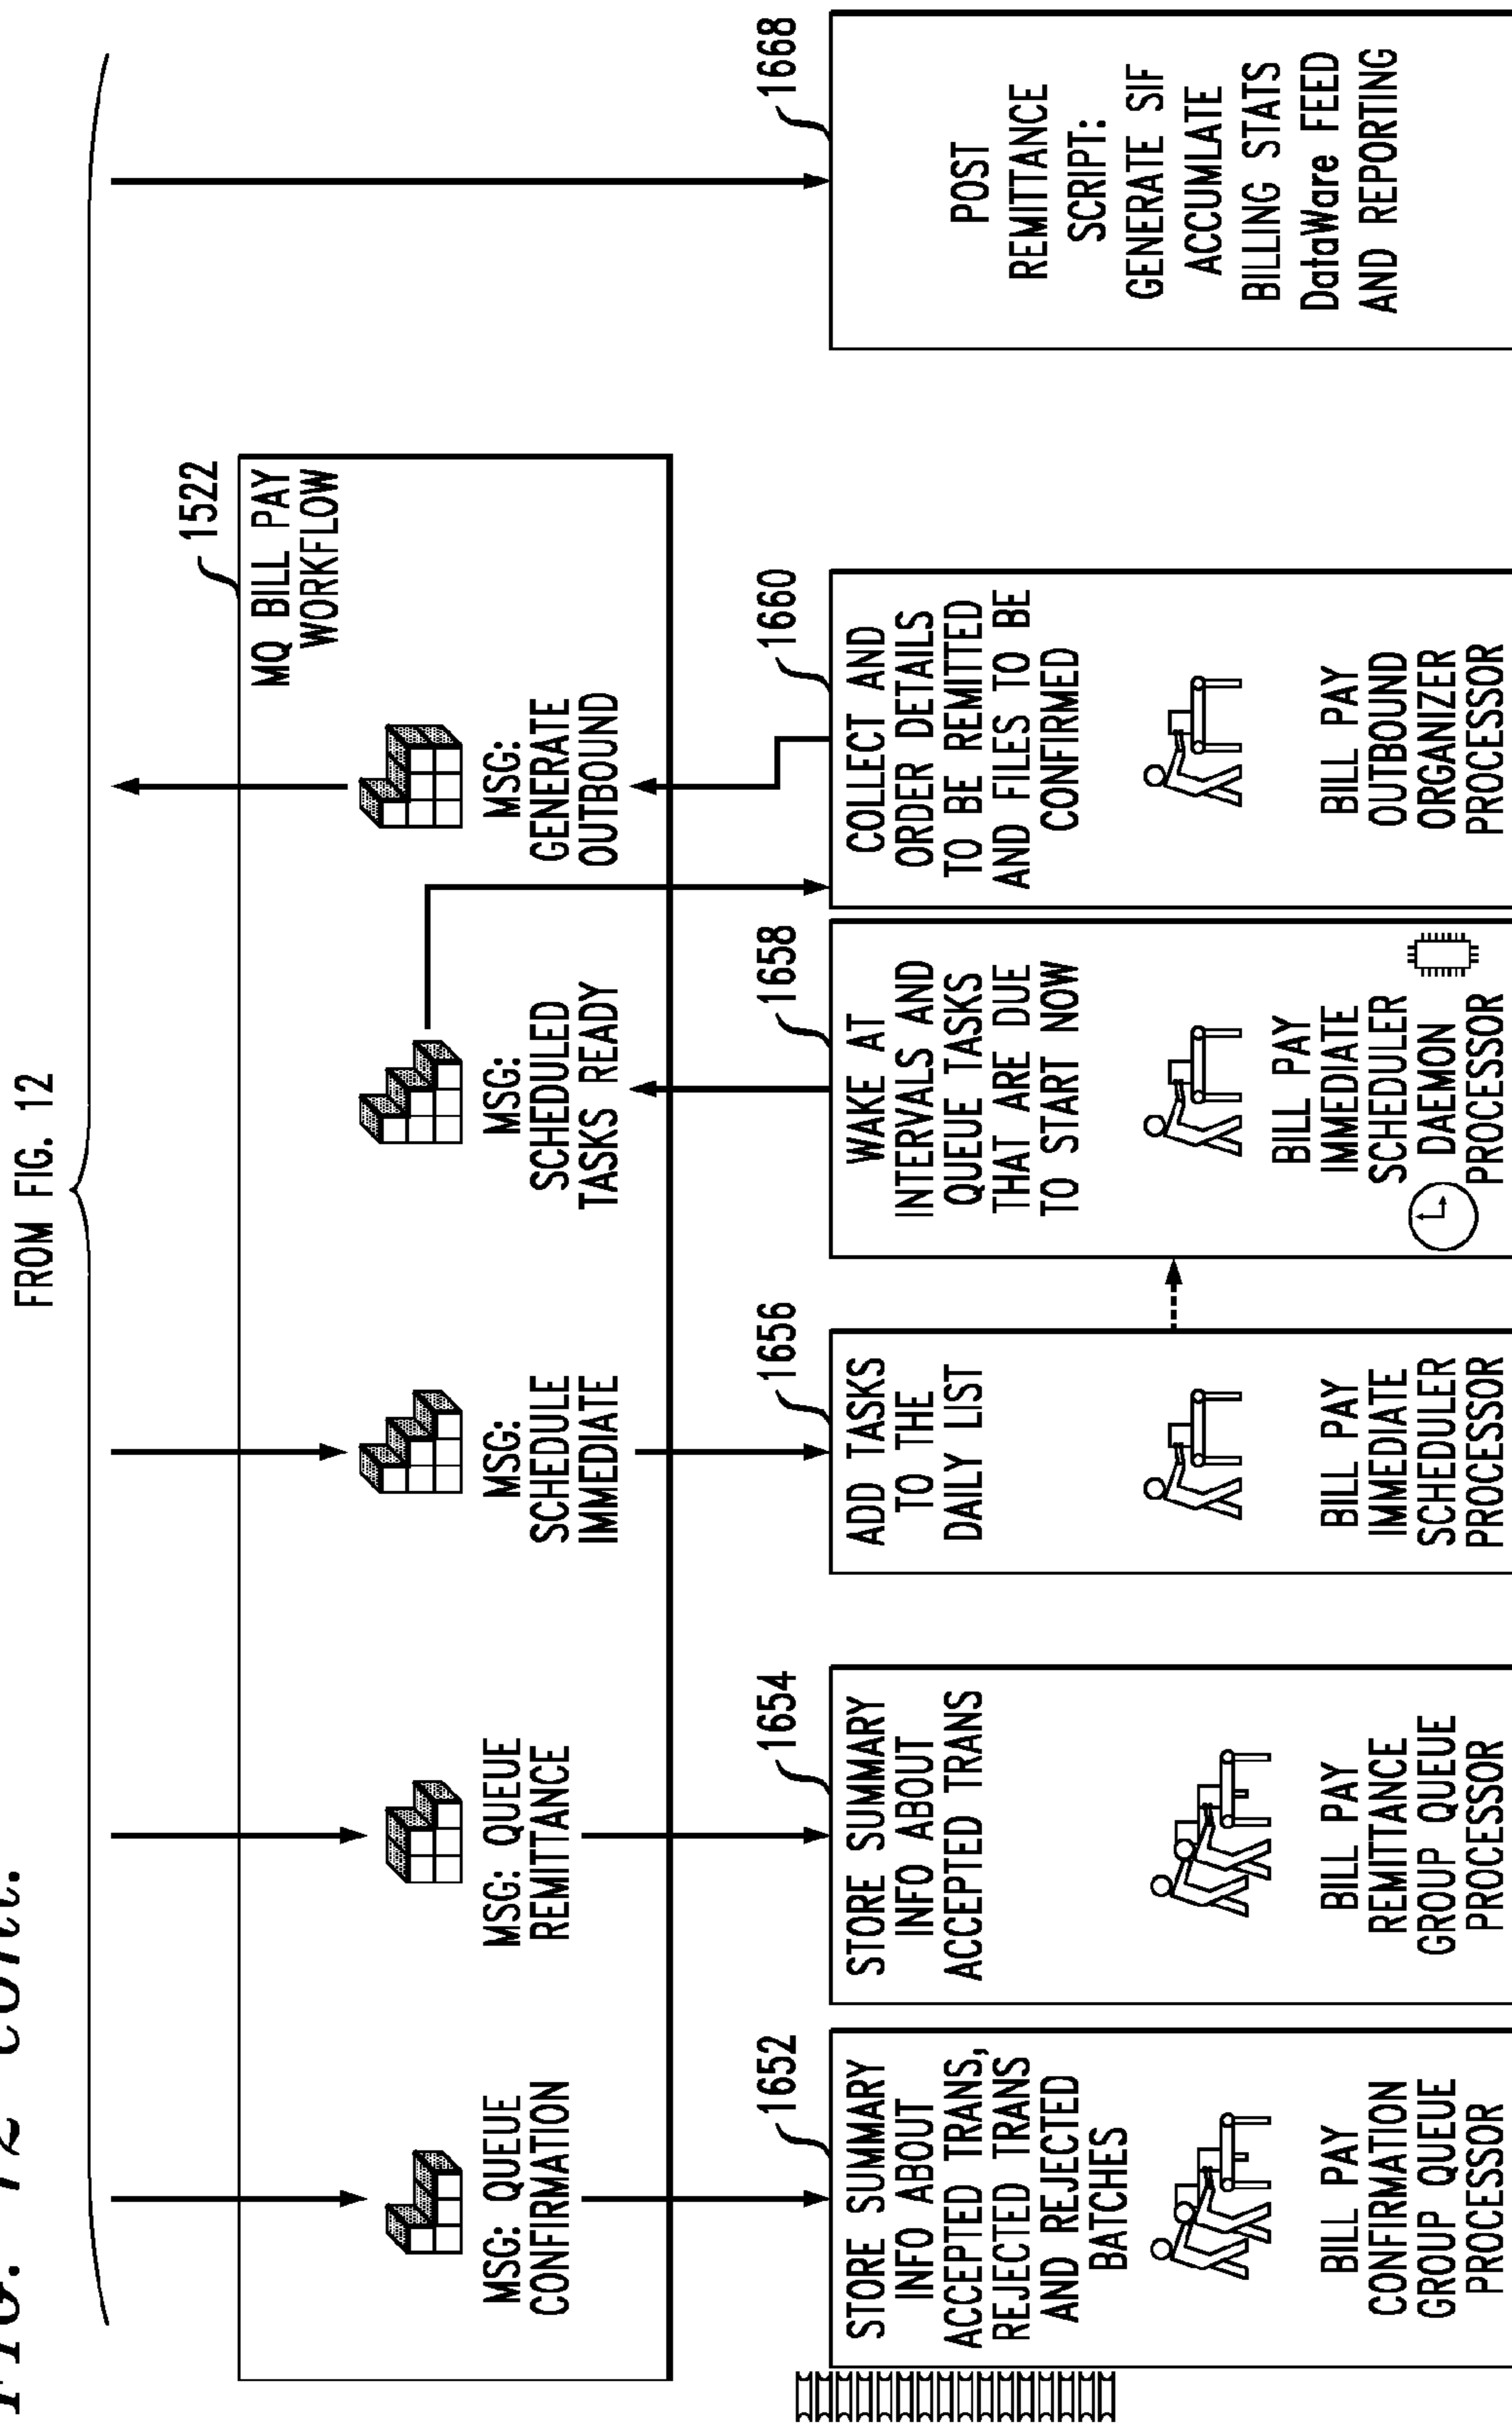 FIG. 12 cont.
FROM FIG. 12
1522
MQ BILL PAY
WORKFLOW
MSG: QUEUE
CONFIRMATION
MSG: QUEUE
REMITTANCE
MSG:
SCHEDULE
IMMEDIATE
MSG:
SCHEDULED
TASKS READY
MSG:
GENERATE
OUTBOUND
1652
STORE SUMMARY
INFO ABOUT
ACCEPTED TRANS,
REJECTED TRANS
AND REJECTED
BATCHES
BILL PAY
CONFIRMATION
GROUP QUEUE
PROCESSOR
1654
STORE SUMMARY
INFO ABOUT
ACCEPTED TRANS
BILL PAY
REMITTANCE
GROUP QUEUE
PROCESSOR
1656
ADD TASKS
TO THE
DAILY LIST
BILL PAY
IMMEDIATE
SCHEDULER
PROCESSOR
1658
WAKE AT
INTERVALS AND
QUEUE TASKS
THAT ARE DUE
TO START NOW
BILL PAY
IMMEDIATE
SCHEDULER
DAEMON
PROCESSOR
1660
COLLECT AND
ORDER DETAILS
TO BE REMITTED
AND FILES TO BE
CONFIRMED
BILL PAY
OUTBOUND
ORGANIZER
PROCESSOR
1668
POST
REMITTANCE
SCRIPT:
GENERATE SIF
ACCUMLATE
BILLING STATS
DataWare FEED
AND REPORTING